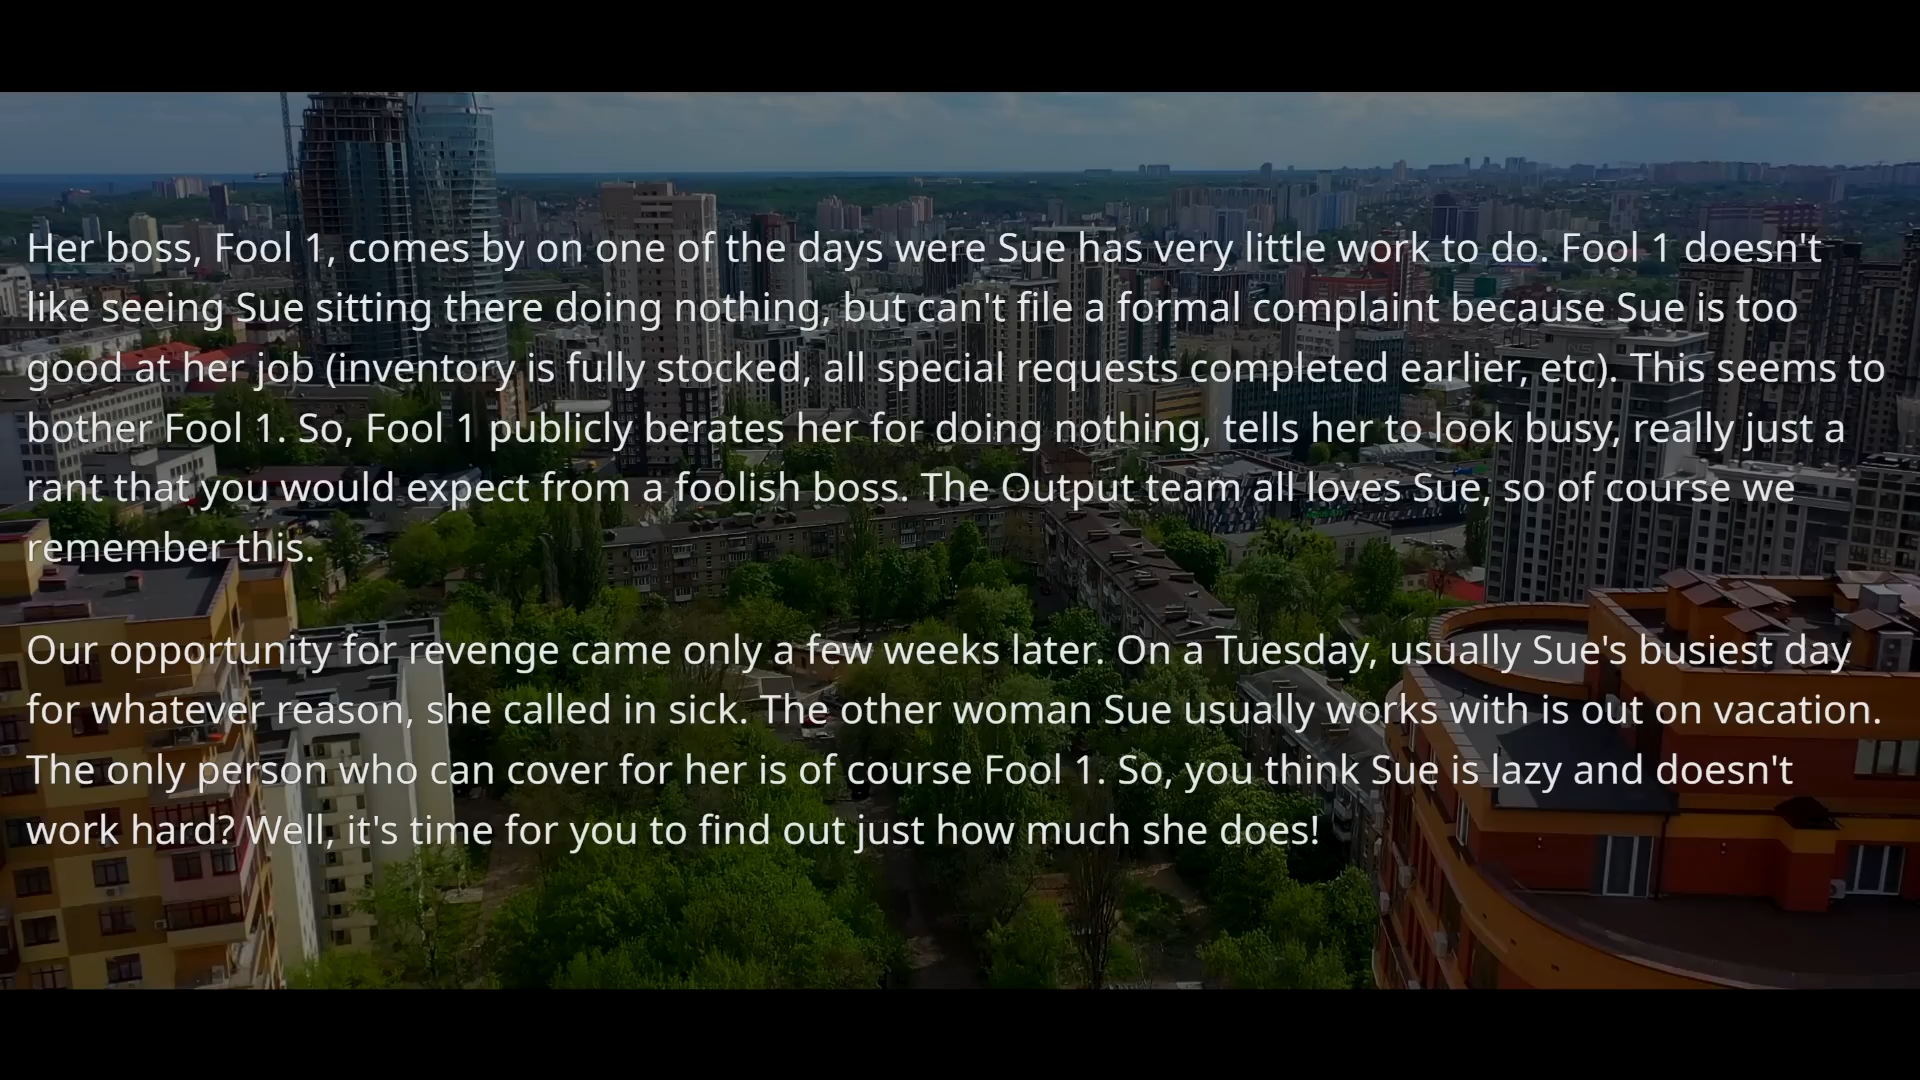 Her boss, Fool 1, comes by on one of the days were Sue has very little work to do. Fool 1 doesn't
like seeing Sue sitting there doing nothing, but can't file a formal complaint because Sue is too
good at her job (inventory is fully stocked, all special requests completed earlier, etc). This seems to
bother Fool 1. So, Fool 1 publicly berates her for doing nothing, tells her to look busy, really just a
rant that you would expect from a foolish boss. The Output team all loves Sue, so of course we
remember this.
Our opportunity for revenge came only a few weeks later. On a Tuesday, usually Sue's busiest day
for whatever reason, she called in sick. The other woman Sue usually works with is out on vacation.
The only person who can cover for her is of course Fool 1. So, you think Sue is lazy and doesn't
work hard? Well, it's time for you to find out just how much she does!